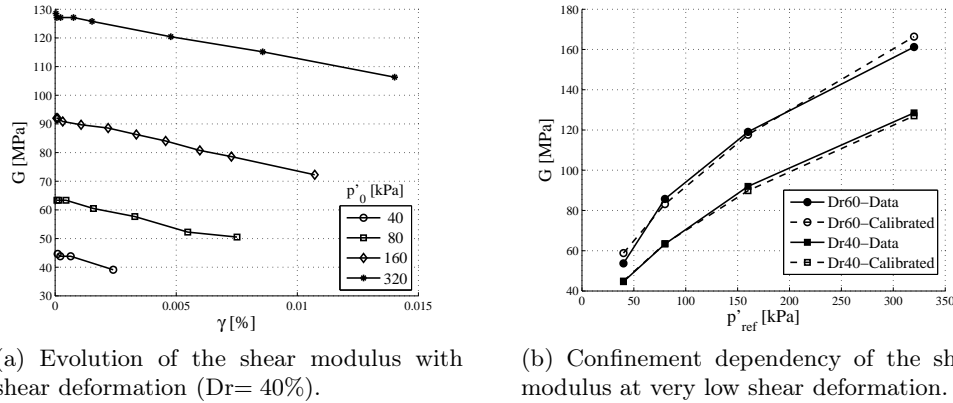 130
120
110
100
90
80
70
60
50
40
30
G [MPa]
0
0.005
0.01
0.015
γ [%]
p'0 [kPa]
40
80
160
320
160
140
120
100
80
60
40
G [MPa]
0
50
100
150
200
250
300
350
p'ref [kPa]
Dr60–Data
Dr60–Calibrated
Dr40–Data
Dr40–Calibrated
(a) Evolution of the shear modulus with
shear deformation (Dr= 40%).
(b) Confinement dependency of the sh
modulus at very low shear deformation.